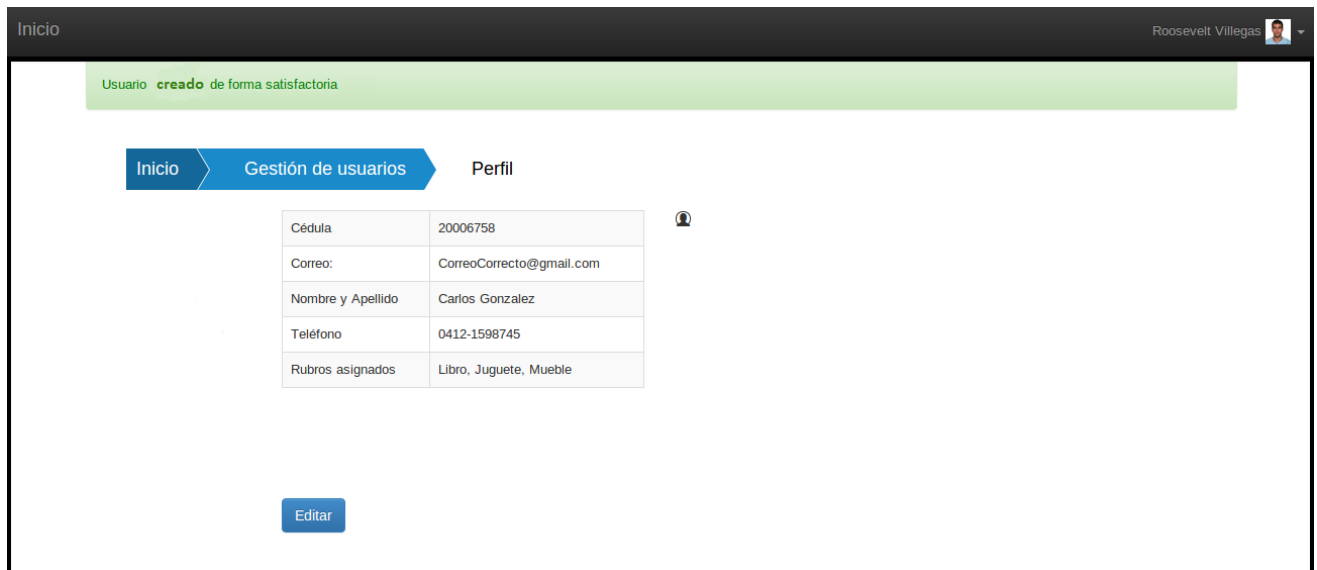 Inicio Roosevelt Villegas
Usuario creado de forma satisfactoria
Inicio Gestión de usuarios Perfil
Cédula 20006758
Correo: CorreoCorrecto@gmail.com
Nombre y Apellido Carlos Gonzalez
Teléfono 0412-1598745
Rubros asignados Libro, Juguete, Mueble
Editar